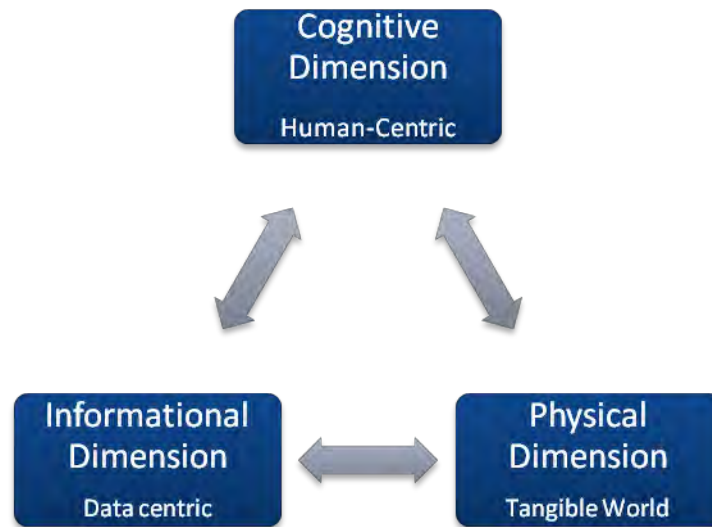 Cognitive
Dimension
Human-Centric
Informational
Dimension
Data centric
Physical
Dimension
Tangible World